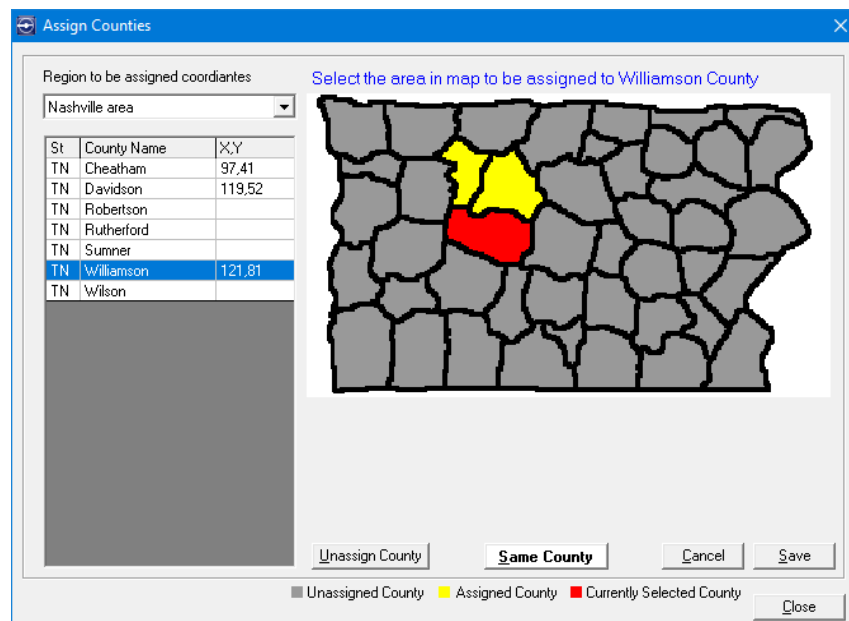 Assign Counties
Region to be assigned coordiantes
Select the area in map to be assigned to Williamson County
Nashville area
St County Name X,Y
TN Cheatham 97,41
TN Davidson 119,52
TN Robertson
TN Rutherford
TN Sumner
TN Williamson 121,81
TN Wilson
Unassign County Same County Cancel Save
Unassigned County Assigned County Currently Selected County
Close